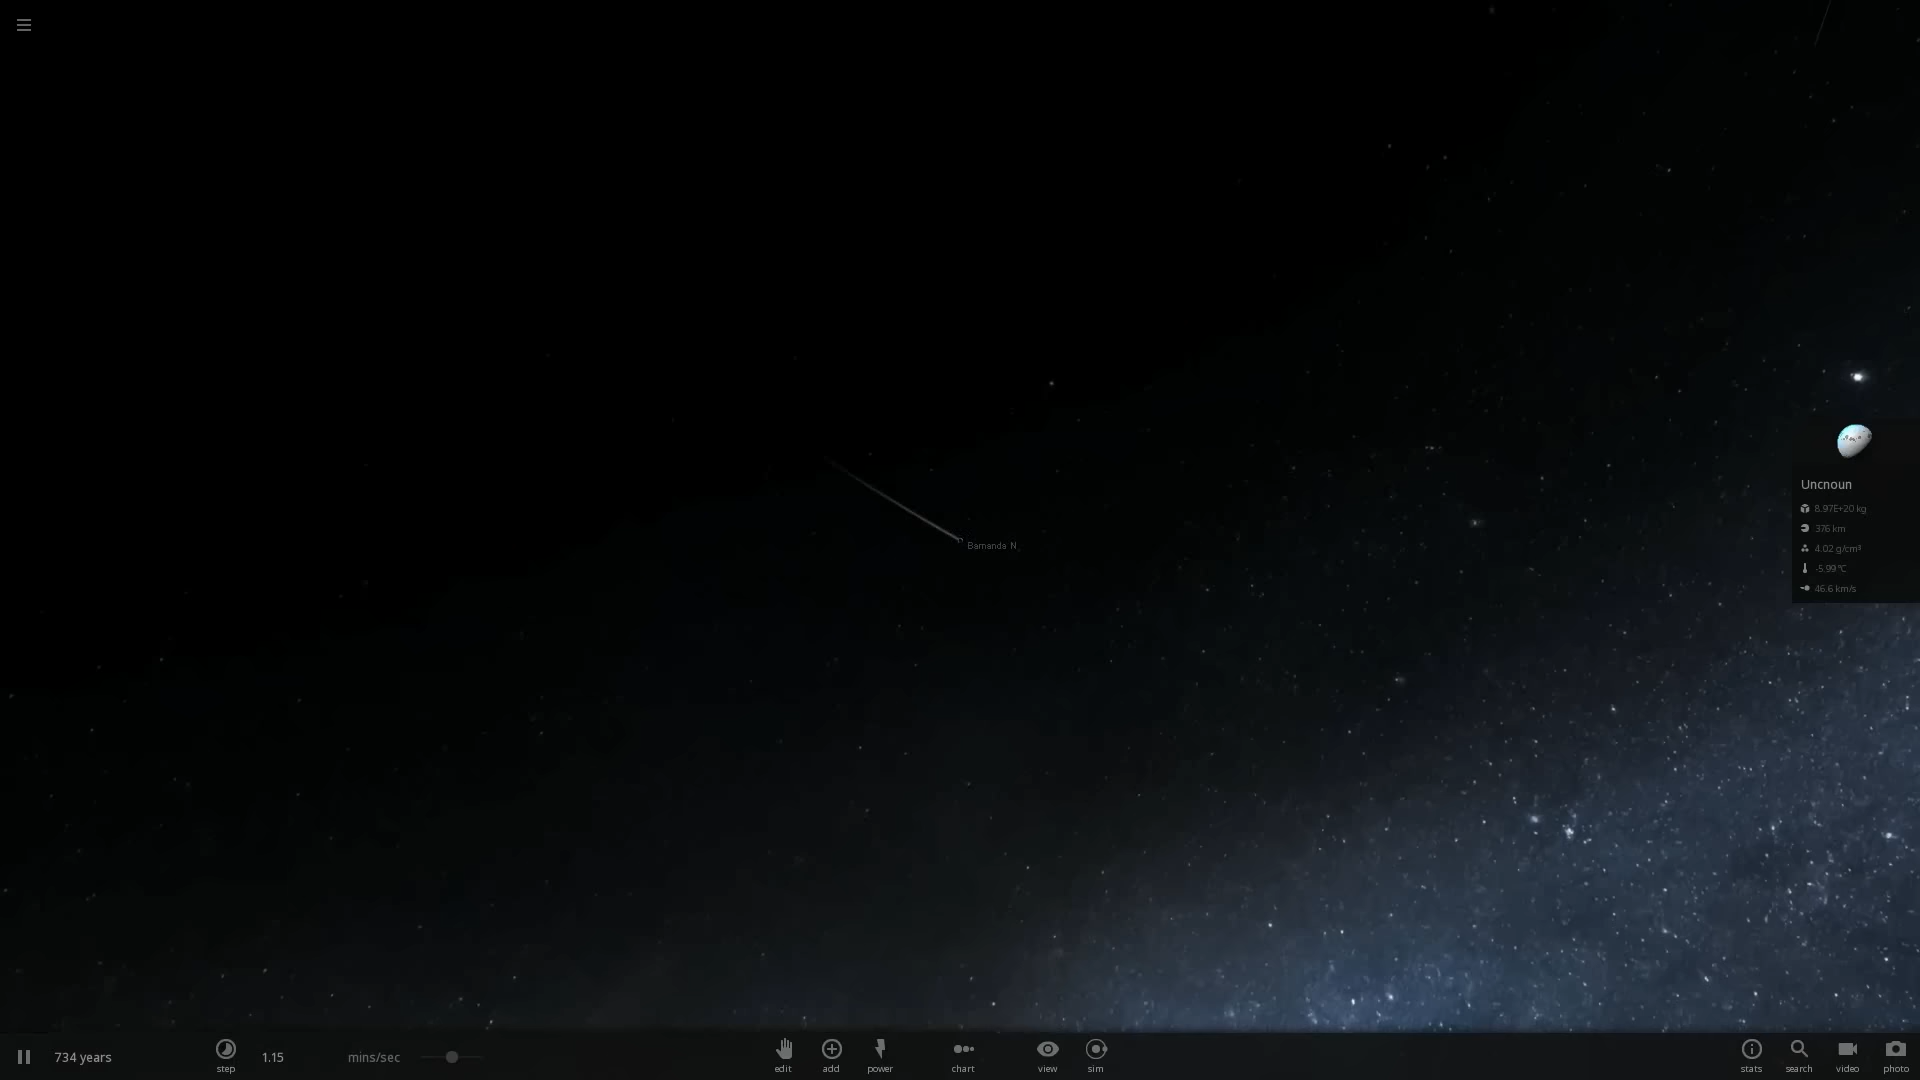 Bamanda N
Uncnoun
8.97E+20 kg
376 km
4.02 g/cm³
-5.99 °C
46.6 km/s
734 years
step
1.15
mins/sec
edit
add
power
chart
view
sim
stats
search
video
photo